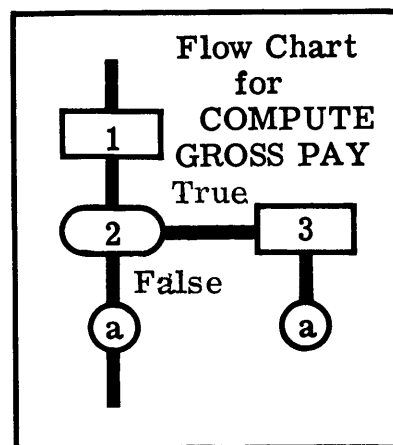 Flow Chart
for
COMPUTE
GROSS PAY
1
True
2
3
False
a
a